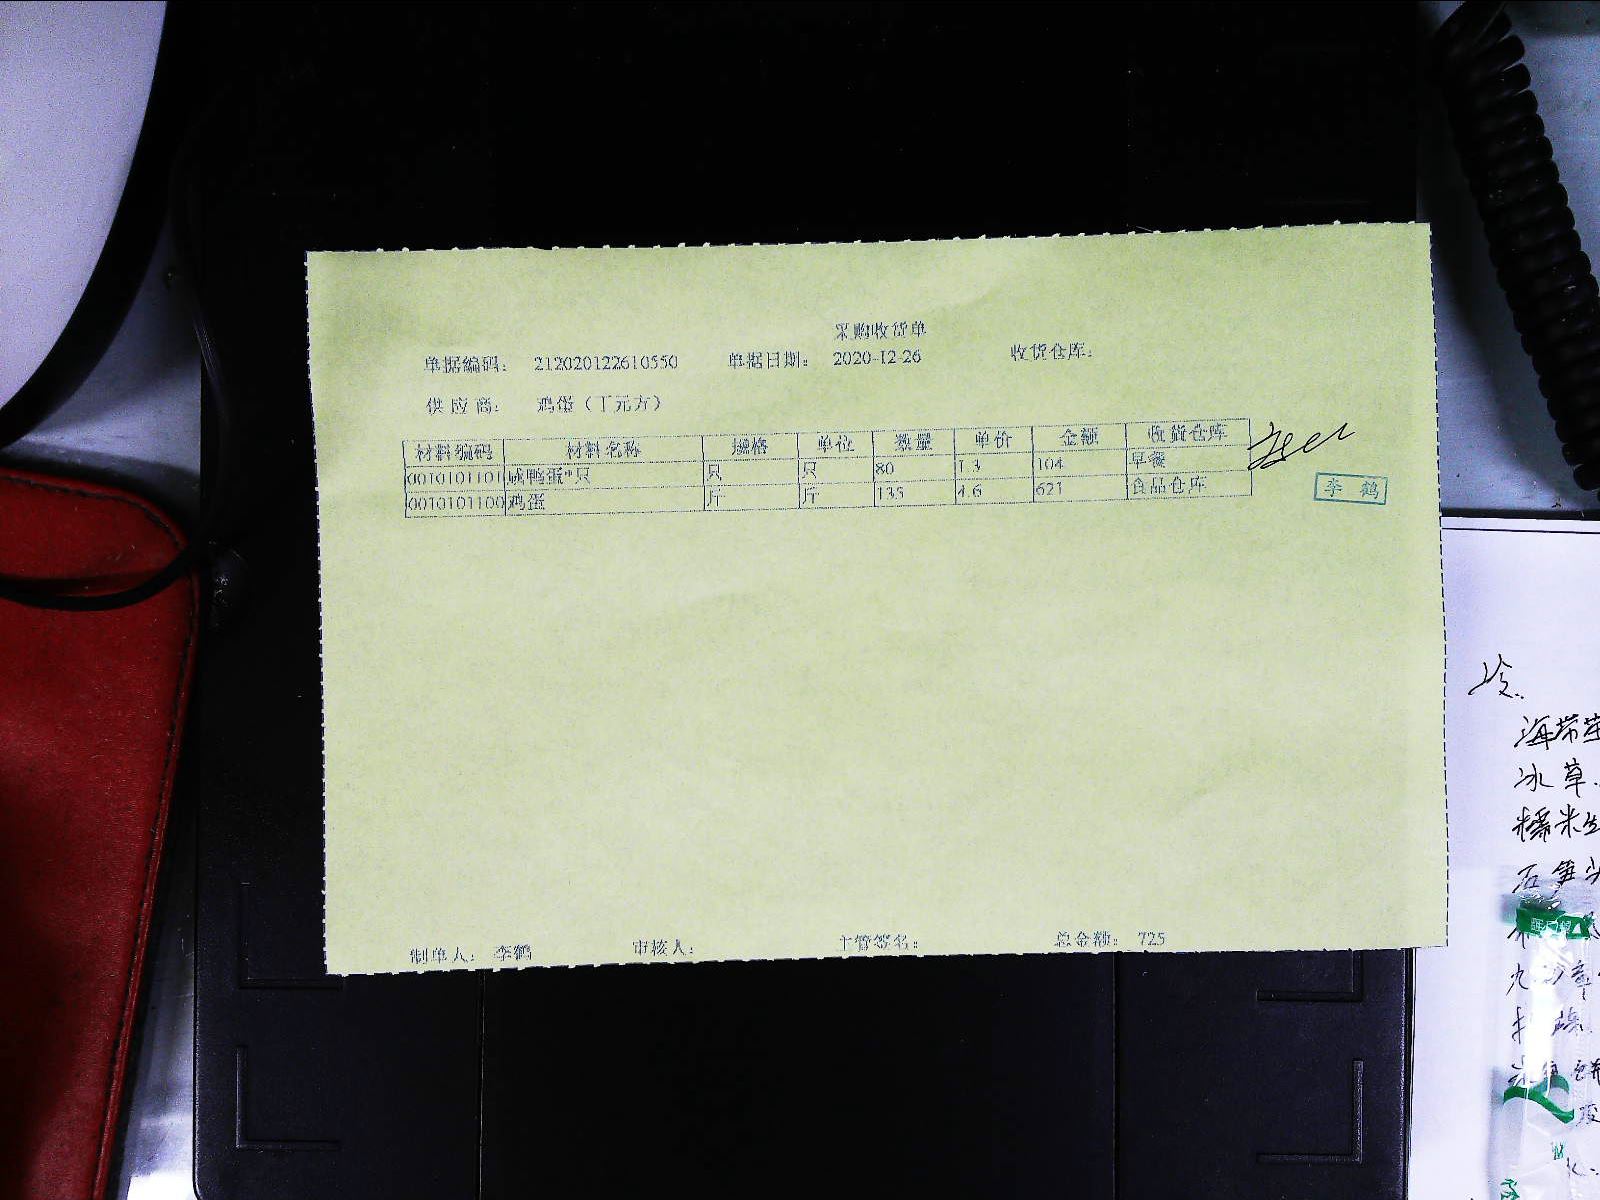 采购收货单
单据编码： 212020122610550 单据日期： 2020-12-26 收货仓库：
供应商： 鸡蛋（丁元方）
材料编码 材料名称 规格 单位 数量 单价 金额 收货仓库
0010101101 咸鸭蛋*只 只 只 80 1.3 104 早餐
0010101100 鸡蛋 斤 斤 135 4.6 621 食品仓库
李鹤
制单人： 李鹤 审核人： 主管签名： 总金额： 725
海带
冰草
糯米